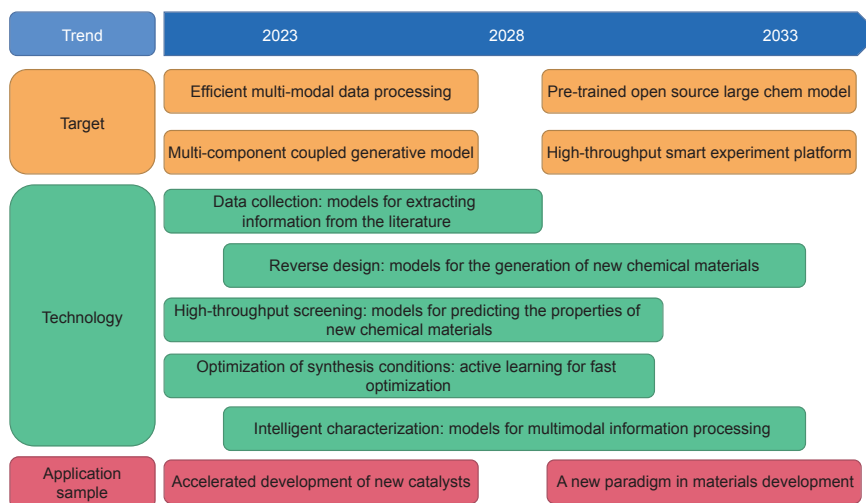 Trend
2023
2028
2033
Target
Efficient multi-modal data processing
Pre-trained open source large chem model
Multi-component coupled generative model
High-throughput smart experiment platform
Technology
Data collection: models for extracting
information from the literature
Reverse design: models for the generation of new chemical materials
High-throughput screening: models for predicting the properties of
new chemical materials
Optimization of synthesis conditions: active learning for fast
optimization
Intelligent characterization: models for multimodal information processing
Application
sample
Accelerated development of new catalysts
A new paradigm in materials development